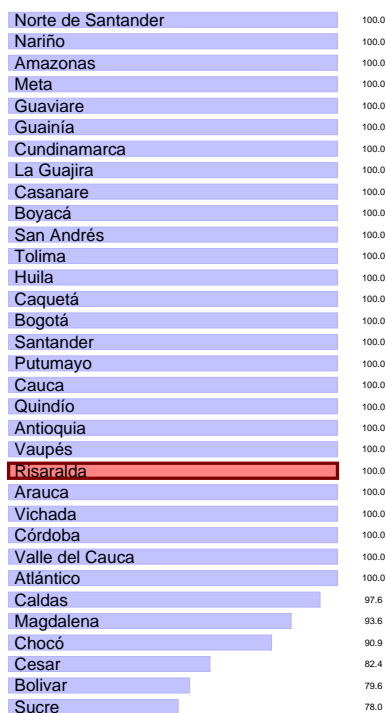 Norte de Santander 100.0
Nariño 100.0
Amazonas 100.0
Meta 100.0
Guaviare 100.0
Guainía 100.0
Cundinamarca 100.0
La Guajira 100.0
Casanare 100.0
Boyacá 100.0
San Andrés 100.0
Tolima 100.0
Huila 100.0
Caquetá 100.0
Bogotá 100.0
Santander 100.0
Putumayo 100.0
Cauca 100.0
Quindío 100.0
Antioquia 100.0
Vaupés 100.0
Risaralda 100.0
Arauca 100.0
Vichada 100.0
Córdoba 100.0
Valle del Cauca 100.0
Atlántico 100.0
Caldas 97.6
Magdalena 93.6
Chocó 90.9
Cesar 82.4
Bolivar 79.6
Sucre 78.0